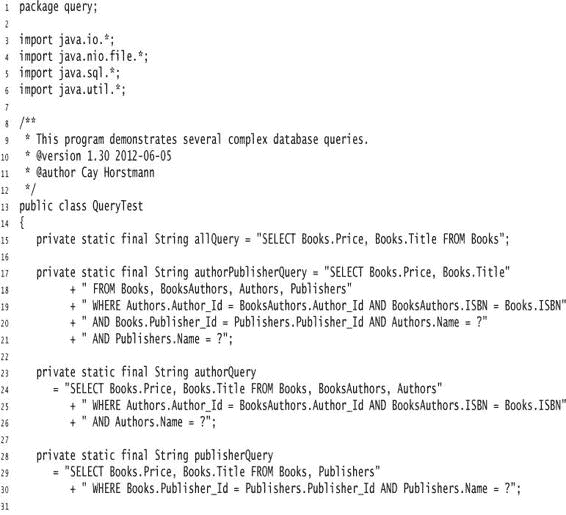 1 package query;
2
3 import java.io.*;
4 import java.nio.file.*;
5 import java.sql.*;
6 import java.util.*;
7
8 /**
9  * This program demonstrates several complex database queries.
10  * @version 1.30 2012-06-05
11  * @author Cay Horstmann
12  */
13 public class QueryTest
14 {
15    private static final String allQuery = "SELECT Books.Price, Books.Title FROM Books";
16
17    private static final String authorPublisherQuery = "SELECT Books.Price, Books.Title"
18          + " FROM Books, BooksAuthors, Authors, Publishers"
19          + " WHERE Authors.Author_Id = BooksAuthors.Author_Id AND BooksAuthors.ISBN = Books.ISBN"
20          + " AND Books.Publisher_Id = Publishers.Publisher_Id AND Authors.Name = ?"
21          + " AND Publishers.Name = ?";
22
23    private static final String authorQuery
24       = "SELECT Books.Price, Books.Title FROM Books, BooksAuthors, Authors"
25          + " WHERE Authors.Author_Id = BooksAuthors.Author_Id AND BooksAuthors.ISBN = Books.ISBN"
26          + " AND Authors.Name = ?";
27
28    private static final String publisherQuery
29       = "SELECT Books.Price, Books.Title FROM Books, Publishers"
30          + " WHERE Books.Publisher_Id = Publishers.Publisher_Id AND Publishers.Name = ?";
31